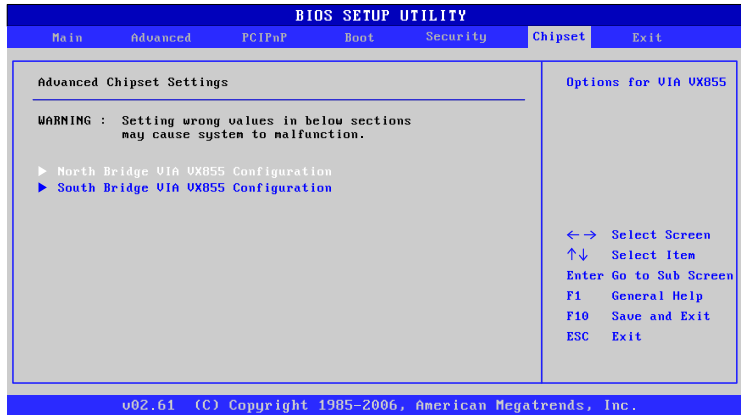 BIOS SETUP UTILITY
Main Advanced PCIPnP Boot Security Chipset Exit
Advanced Chipset Settings
WARNING : Setting wrong values in below sections
may cause system to malfunction.
▶ North Bridge VIA VX855 Configuration
▶ South Bridge VIA VX855 Configuration
Options for VIA VX855
←→ Select Screen
↑↓ Select Item
Enter Go to Sub Screen
F1 General Help
F10 Save and Exit
ESC Exit
v02.61 (C) Copyright 1985-2006, American Megatrends, Inc.